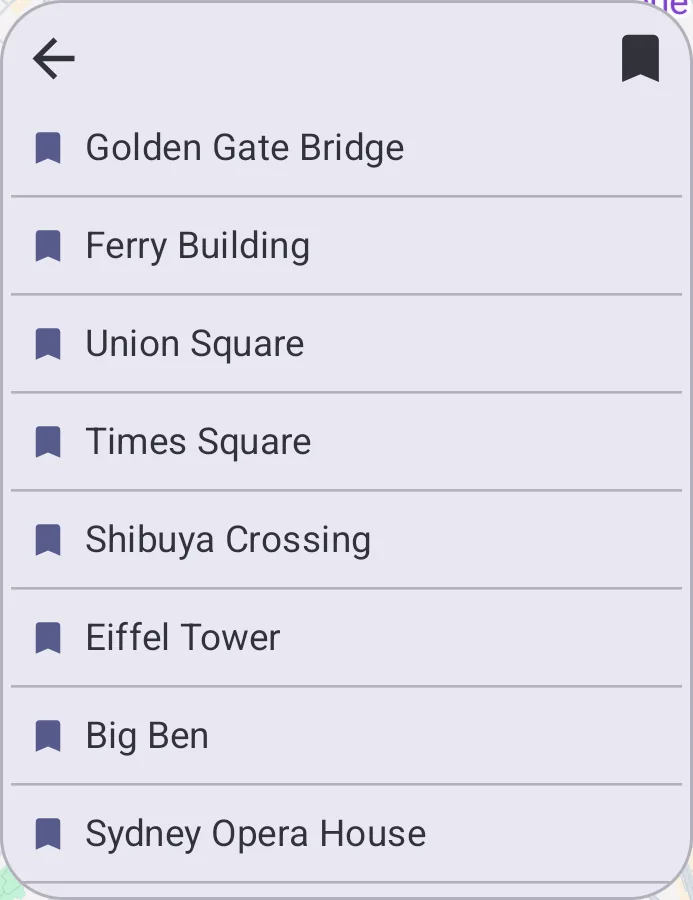 Golden Gate Bridge
Ferry Building
Union Square
Times Square
Shibuya Crossing
Eiffel Tower
Big Ben
Sydney Opera House